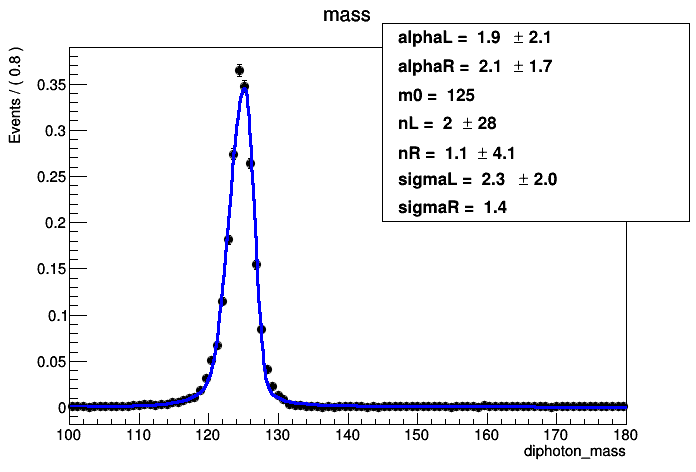 mass
alphaL = 1.9 ± 2.1
alphaR = 2.1 ± 1.7
m0 = 125
nL = 2 ± 28
nR = 1.1 ± 4.1
sigmaL = 2.3 ± 2.0
sigmaR = 1.4
Events / ( 0.8 )
0.35
0.3
0.25
0.2
0.15
0.1
0.05
0
100 110 120 130 140 150 160 170 180
diphoton_mass